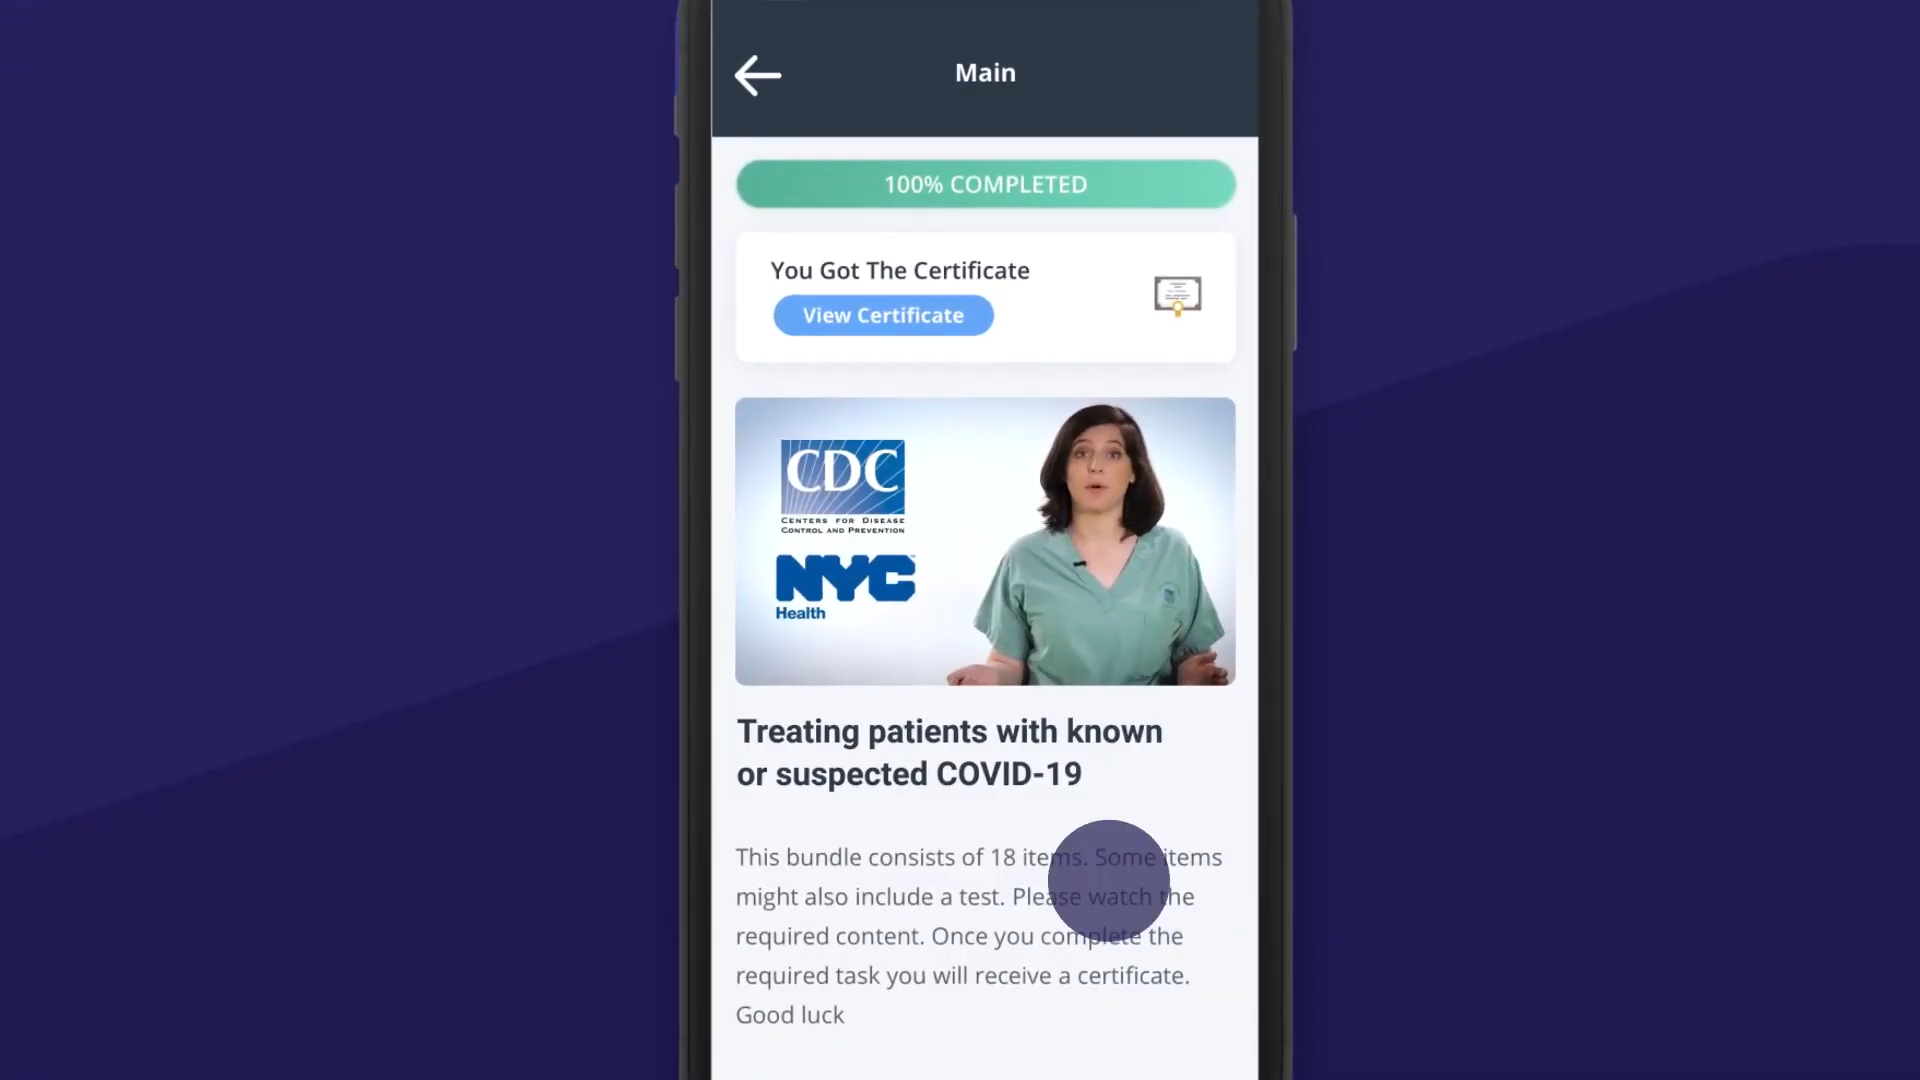 Main
100% COMPLETED
You Got The Certificate
View Certificate
CDC
CENTERS FOR DISEASE
CONTROL AND PREVENTION
NYC
Health
Treating patients with known
or suspected COVID-19
This bundle consists of 18 items. Some items
might also include a test. Please watch the
required content. Once you complete the
required task you will receive a certificate.
Good luck